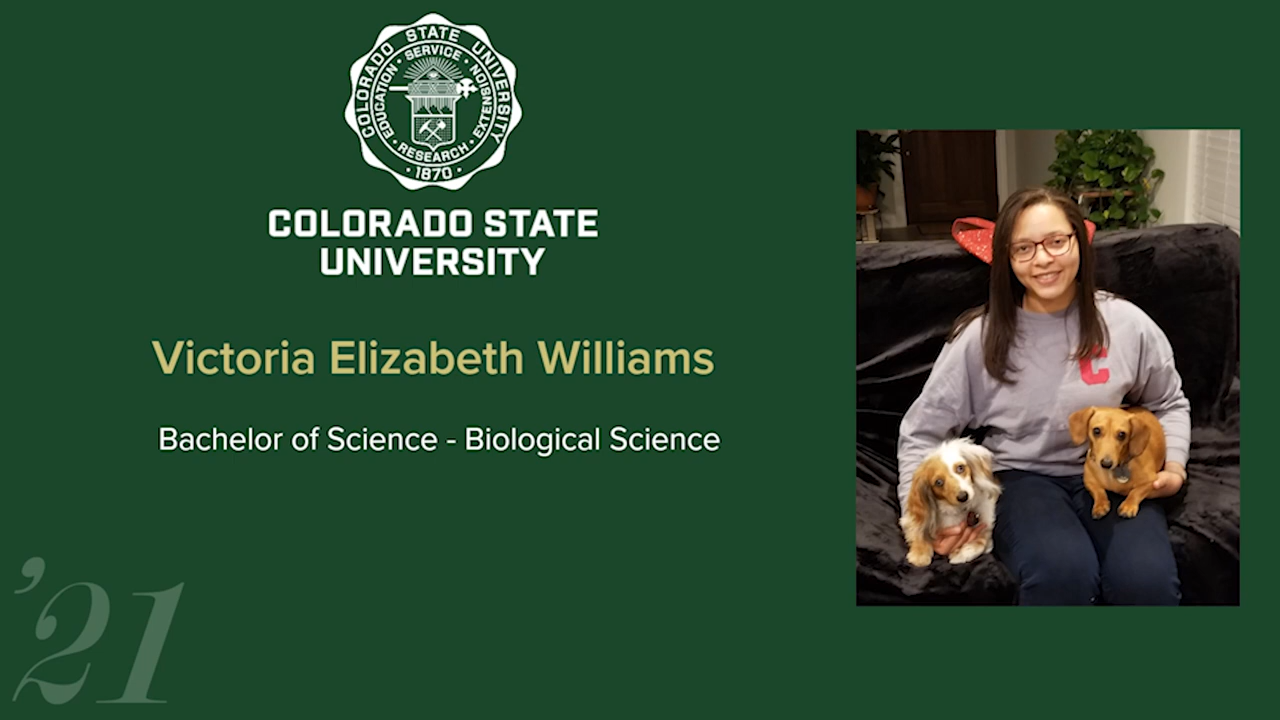 COLORADO STATE UNIVERSITY
EDUCATION • SERVICE • EXTENSION
• RESEARCH •
• 1870 •
COLORADO STATE
UNIVERSITY
Victoria Elizabeth Williams
Bachelor of Science - Biological Science
’21
C